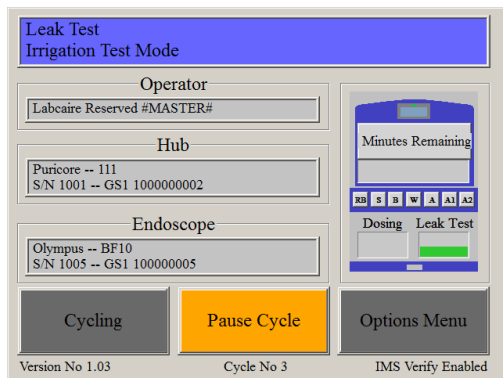 Leak Test
Irrigation Test Mode
Operator
Labcaire Reserved #MASTER#
Hub
Puricore -- 111
S/N 1001 -- GS1 1000000002
Endoscope
Olympus -- BF10
S/N 1005 -- GS1 100000005
Minutes Remaining
RB S B W A A1 A2
Dosing Leak Test
Cycling
Pause Cycle
Options Menu
Version No 1.03
Cycle No 3
IMS Verify Enabled